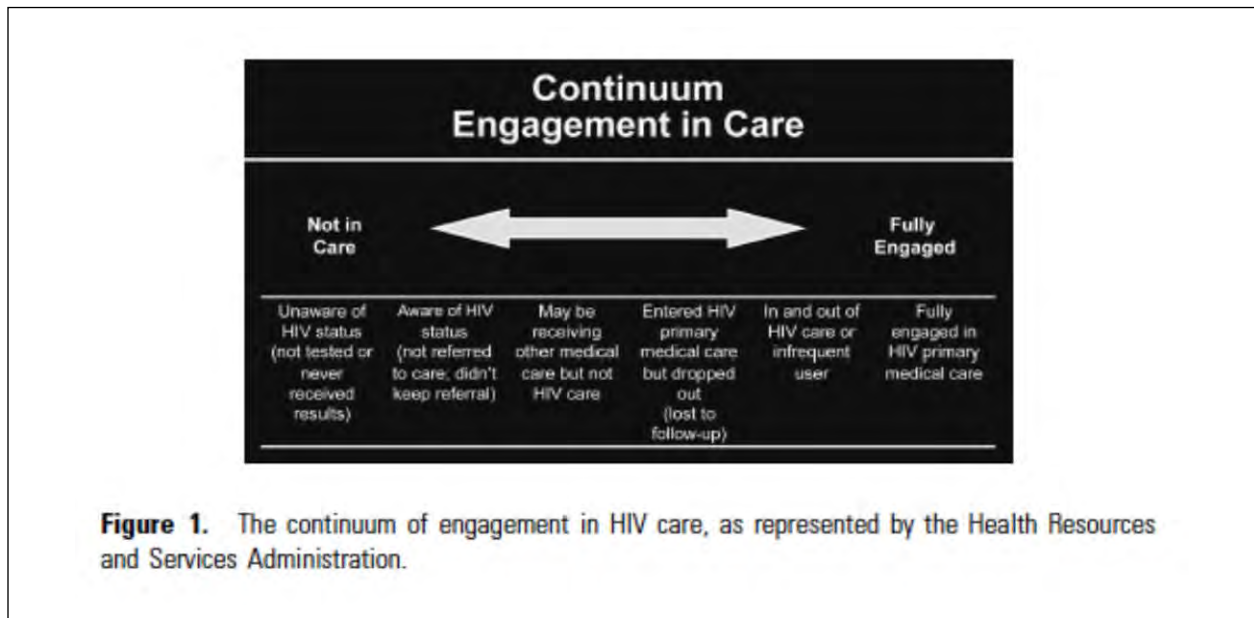 Continuum
Engagement in Care
Not in
Care
Fully
Engaged
Unaware of
HIV status
(not tested or
never
received
results)
Aware of HIV
status
(not referred
to care; didn't
keep referral)
May be
receiving
other medical
care but not
HIV care
Entered HIV
primary
medical care
but dropped
out
(lost to
follow-up)
In and out of
HIV care or
infrequent
user
Fully
engaged in
HIV primary
medical care
Figure 1. The continuum of engagement in HIV care, as represented by the Health Resources
and Services Administration.